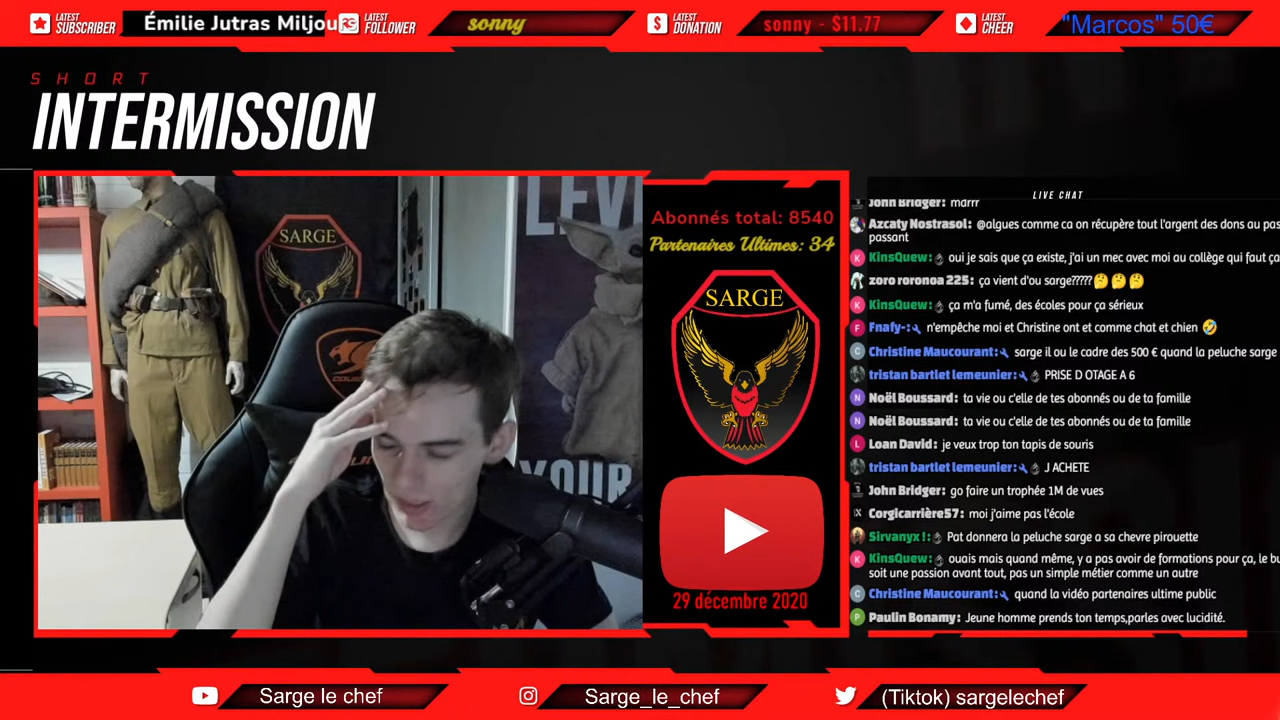 LATEST SUBSCRIBER
Émilie Jutras Miljou
LATEST FOLLOWER
sonny
LATEST DONATION
sonny - $11.77
LATEST CHEER
"Marcos" 50€
SHORT
INTERMISSION
SARGE
LEVE
YOUR
COUGAR
Abonnés total: 8540
Partenaires Ultimes: 34
SARGE
29 décembre 2020
LIVE CHAT
John Bridger: mdrrr
Azcaty Nostrasol: @algues comme ca on récupère tout l'argent des dons au pas
passant
KinsQuew: oui je sais que ça existe, j'ai un mec avec moi au collège qui faut ça
zoro roronoa 225: ça vient d'ou sarge????? 🤔 🤔 🤔
KinsQuew: ça m'a fumé, des écoles pour ça sérieux
Fnafy-: n'empêche moi et Christine ont et comme chat et chien 🤣
Christine Maucourant: sarge il ou le cadre des 500 € quand la peluche sarge
tristan bartlet lemeunier: PRISE D OTAGE A 6
Noël Boussard: ta vie ou c'elle de tes abonnés ou de ta famille
Noël Boussard: ta vie ou c'elle de tes abonnés ou de ta famille
Loan David: je veux trop ton tapis de souris
tristan bartlet lemeunier: J ACHETE
John Bridger: go faire un trophée 1M de vues
Corgicarrière57: moi j'aime pas l'école
Sirvanyx !: Pat donnera la peluche sarge a sa chevre pirouette
KinsQuew: ouais mais quand même, y a pas avoir de formations pour ça, le bu
soit une passion avant tout, pas un simple métier comme un autre
Christine Maucourant: quand la vidéo partenaires ultime public
Paulin Bonamy: Jeune homme prends ton temps,parles avec lucidité.
Sarge le chef
Sarge_le_chef
(Tiktok) sargelechef